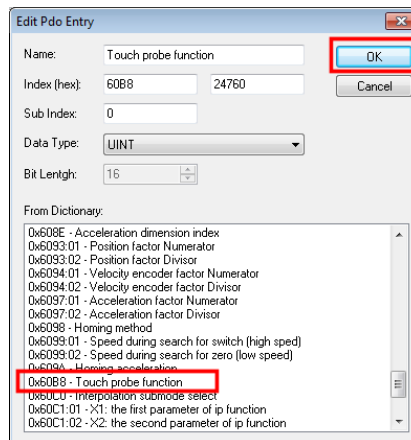 Edit Pdo Entry
Name: Touch probe function OK
Index (hex): 60B8 24760 Cancel
Sub Index: 0
Data Type: UINT
Bit Lentgh: 16
From Dictionary:
0x608E - Acceleration dimension index
0x6093:01 - Position factor Numerator
0x6093:02 - Position factor Divisor
0x6094:01 - Velocity encoder factor Numerator
0x6094:02 - Velocity encoder factor Divisor
0x6097:01 - Acceleration factor Numerator
0x6097:02 - Acceleration factor Divisor
0x6098 - Homing method
0x6099:01 - Speed during search for switch (high sped)
0x6099:02 - Speed during search for zero (low speed)
0x609A - Homing acceleration
0x60B8 - Touch probe function
0x60C0 - Interpolation submode select
0x60C1:01 - X1: the first parameter of ip function
0x60C1:02 - X2: the second parameter of ip function